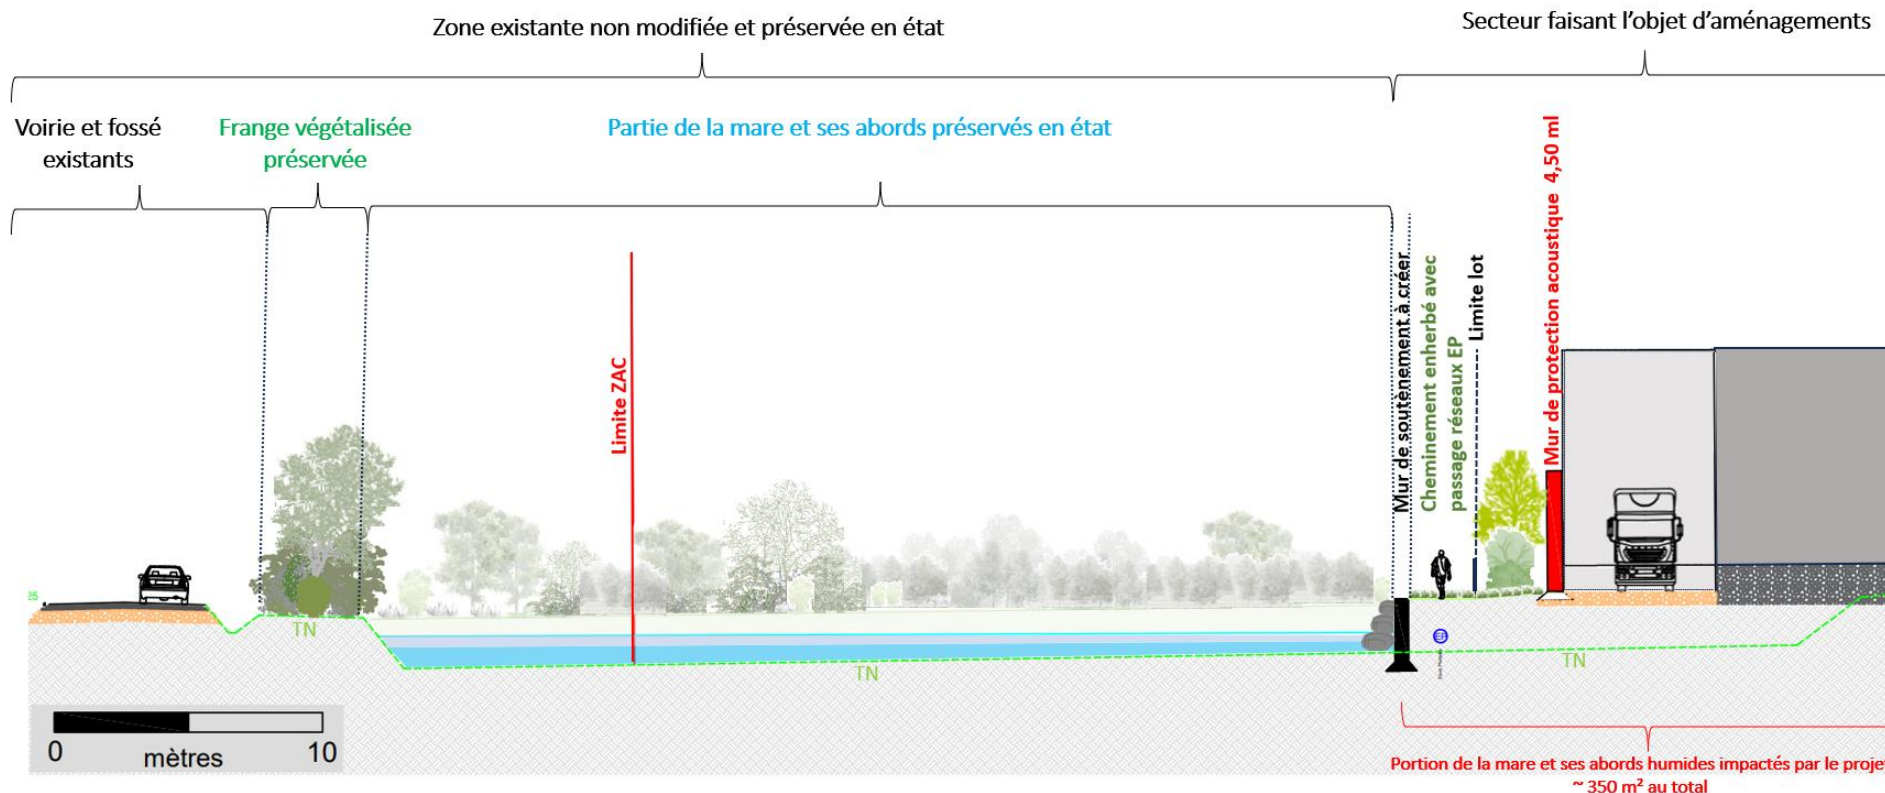 Zone existante non modifiée et préservée en état
Secteur faisant l’objet d’aménagements
Voirie et fossé
existants
Frange végétalisée
préservée
Partie de la mare et ses abords préservés en état
Limite ZAC
Mur de soutènement à créer
Cheminement enherbé avec
passage réseaux EP
Limite lot
Mur de protection acoustique 4,50 ml
TN
TN
TN
0
mètres
10
Portion de la mare et ses abords humides impactés par le projet
~ 350 m² au total